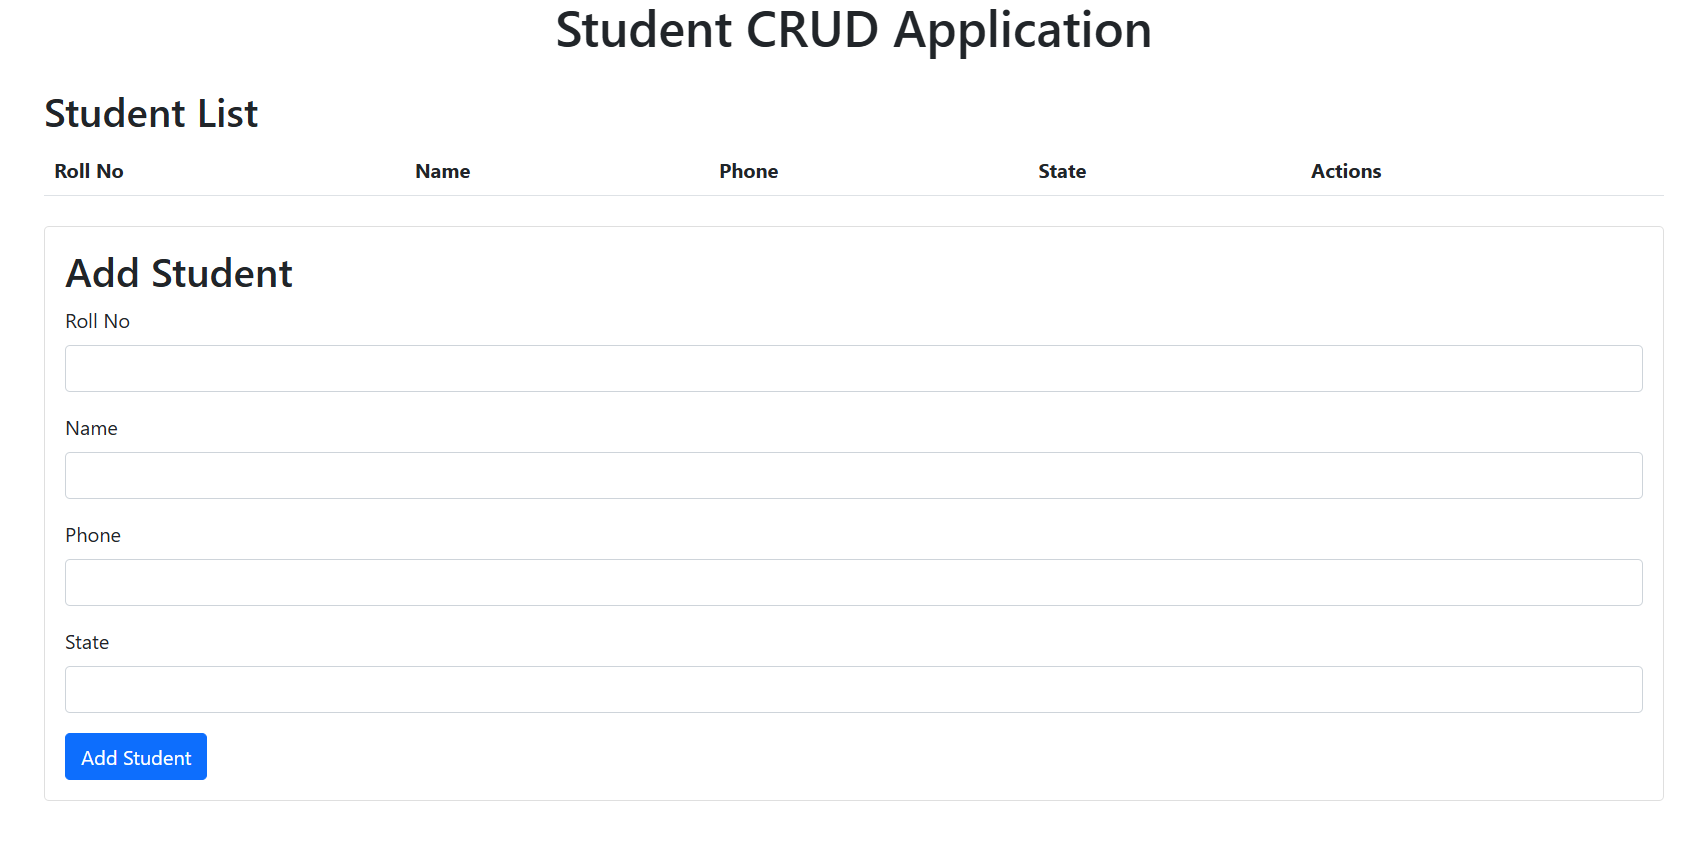 Student CRUD Application
Student List
Roll No Name Phone State Actions
Add Student
Roll No
Name
Phone
State
Add Student